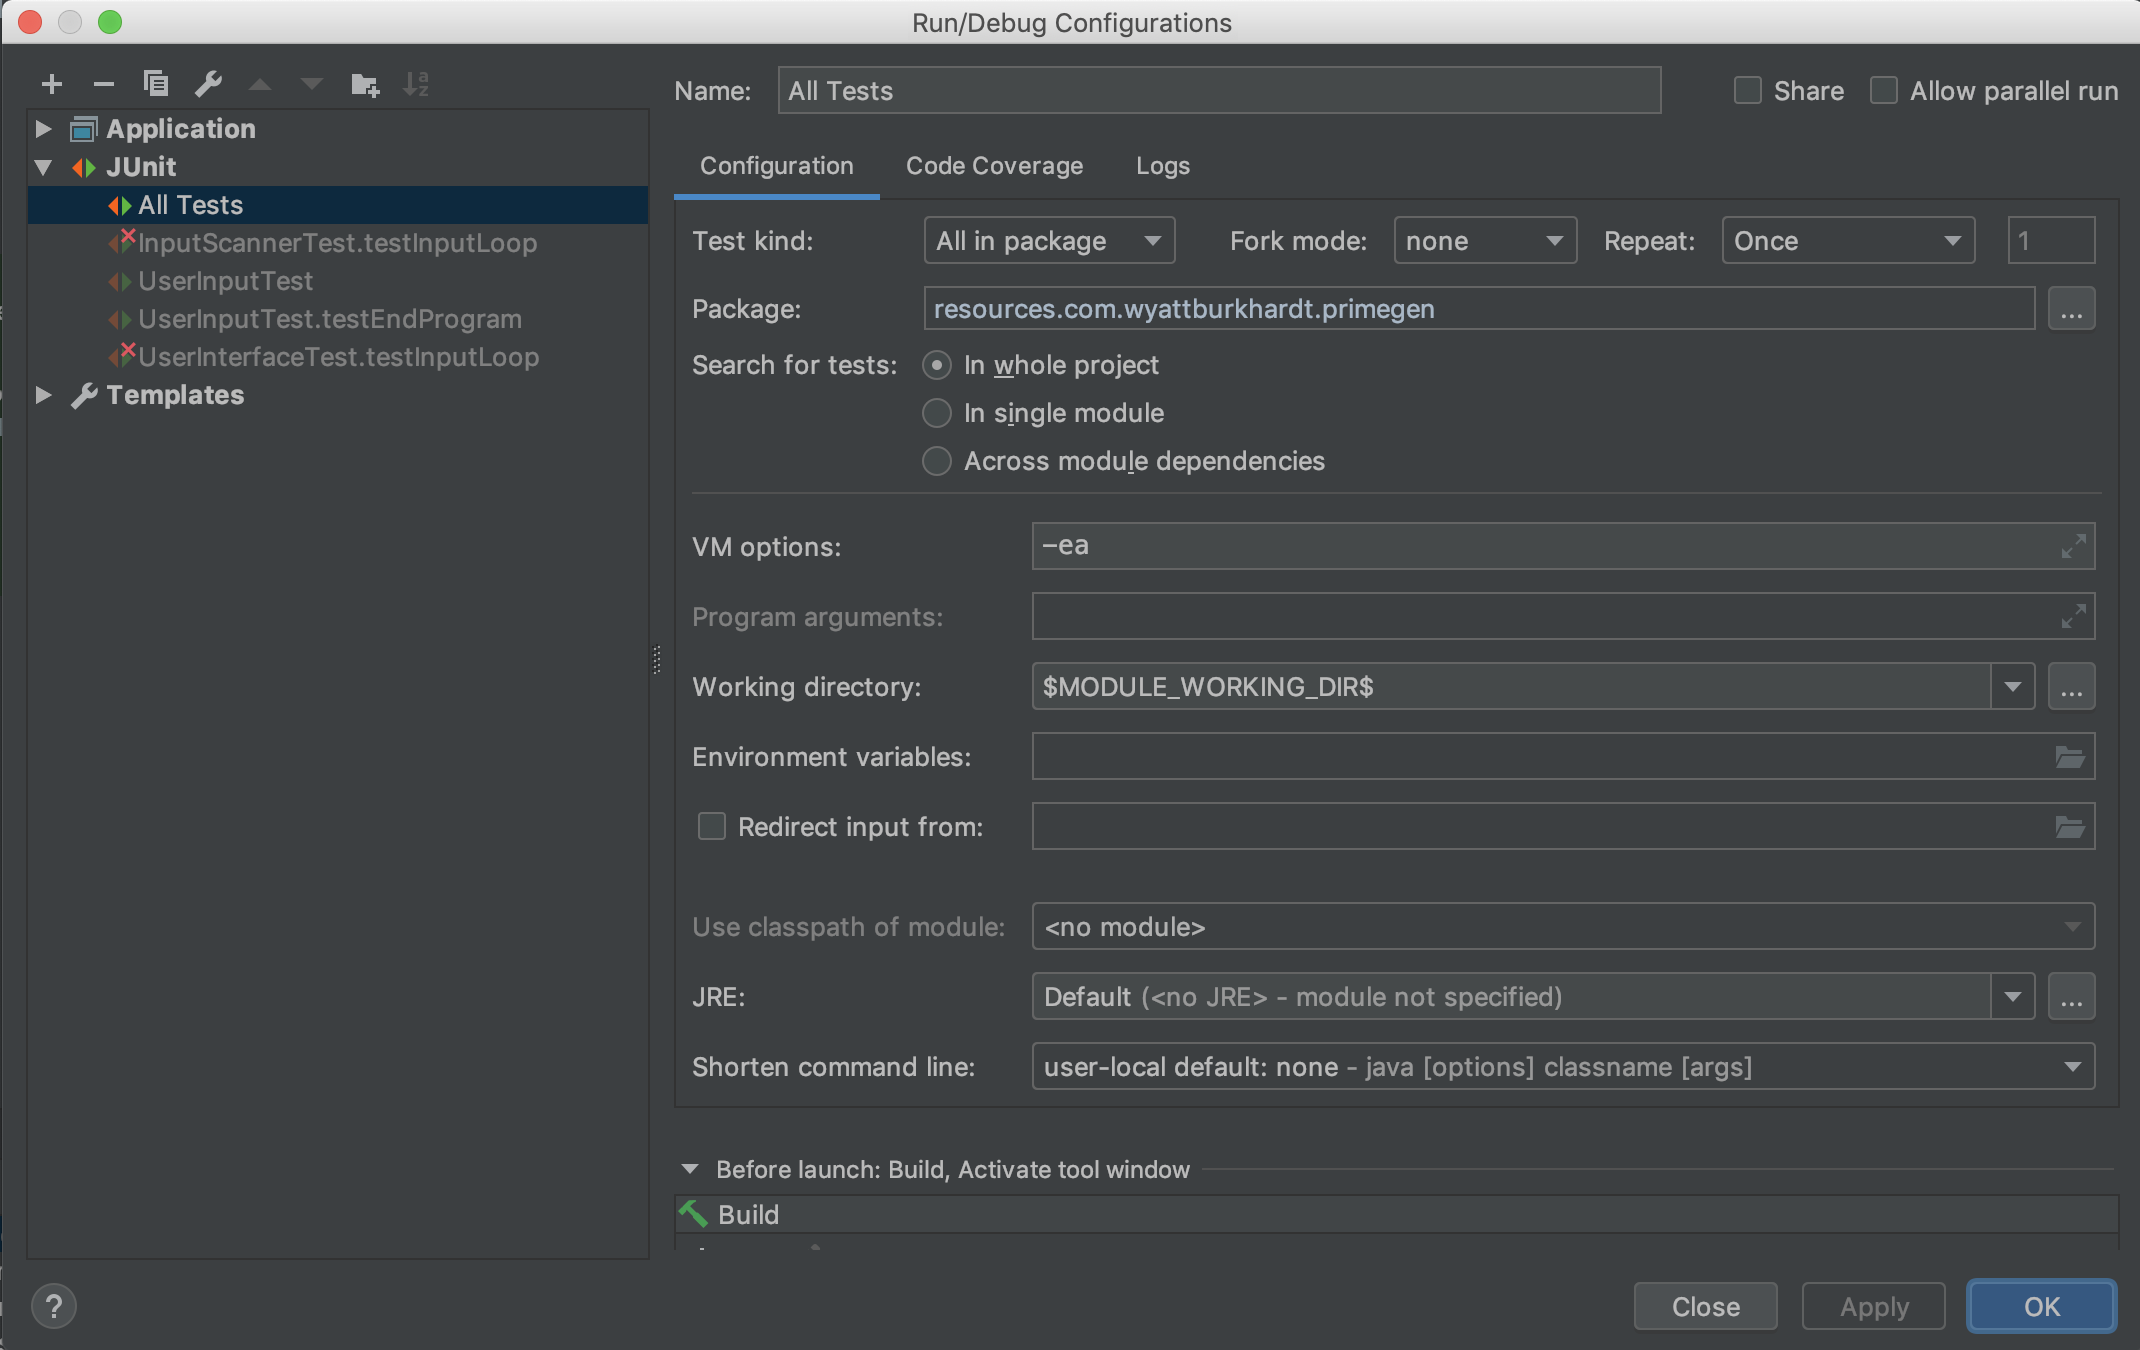 Run/Debug Configurations
Name: All Tests Share Allow parallel run
Application
JUnit
All Tests
InputScannerTest.testInputLoop
UserInputTest
UserInputTest.testEndProgram
UserInterfaceTest.testInputLoop
Templates
Configuration Code Coverage Logs
Test kind: All in package Fork mode: none Repeat: Once 1
Package: resources.com.wyattburkhardt.primegen ...
Search for tests: In whole project
In single module
Across module dependencies
VM options: -ea
Program arguments:
Working directory: $MODULE_WORKING_DIR$ ...
Environment variables:
Redirect input from:
Use classpath of module: <no module>
JRE: Default (<no JRE> - module not specified) ...
Shorten command line: user-local default: none - java [options] classname [args]
Before launch: Build, Activate tool window
Build
? Close Apply OK